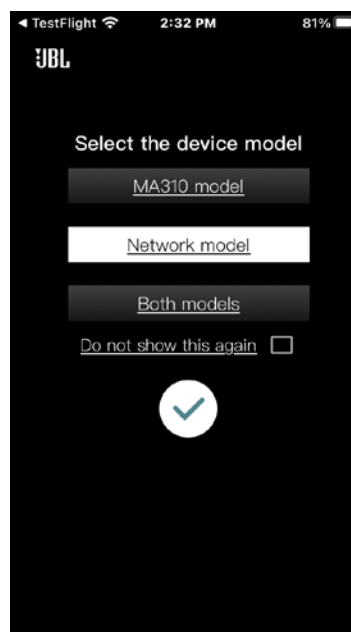 ◀ TestFlight 2:32 PM 81%
JBL
Select the device model
MA310 model
Network model
Both models
Do not show this again